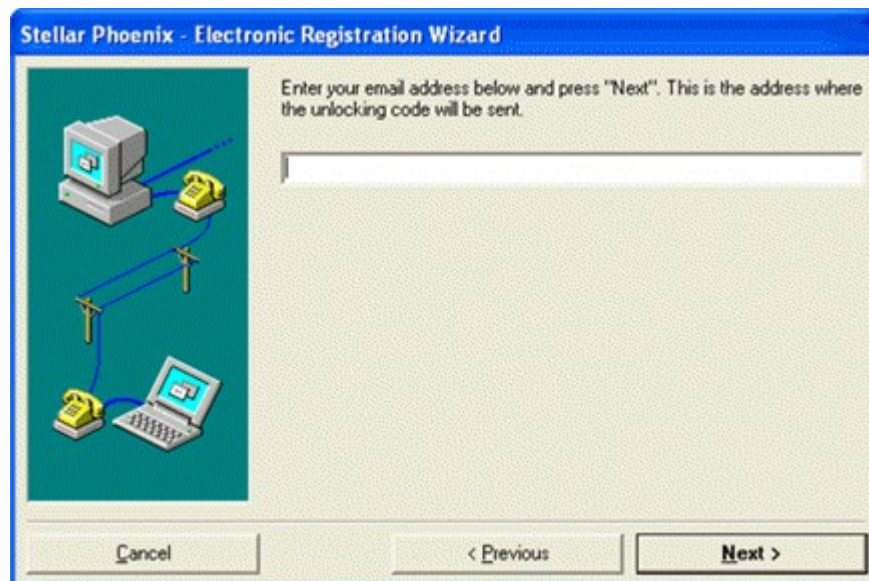 Stellar Phoenix - Electronic Registration Wizard
Enter your email address below and press "Next". This is the address where
the unlocking code will be sent.
Cancel
< Previous
Next >